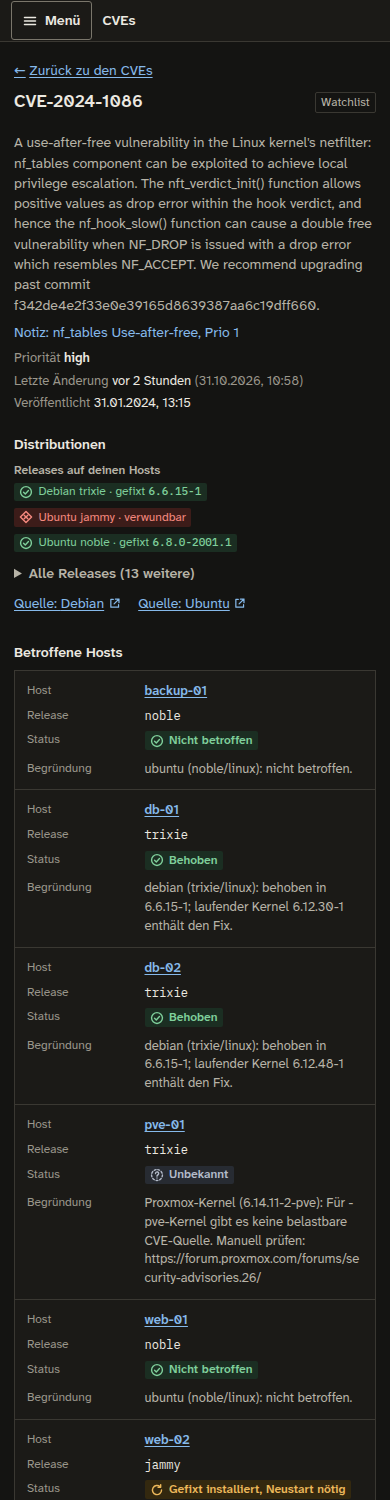 Menü CVEs
← Zurück zu den CVEs
CVE-2024-1086 Watchlist
A use-after-free vulnerability in the Linux kernel's netfilter:
nf_tables component can be exploited to achieve local
privilege escalation. The nft_verdict_init() function allows
positive values as drop error within the hook verdict, and
hence the nf_hook_slow() function can cause a double free
vulnerability when NF_DROP is issued with a drop error
which resembles NF_ACCEPT. We recommend upgrading
past commit
f342de4e2f33e0e39165d8639387aa6c19dff660.
Notiz: nf_tables Use-after-free, Prio 1
Priorität high
Letzte Änderung vor 2 Stunden (31.10.2026, 10:58)
Veröffentlicht 31.01.2024, 13:15
Distributionen
Releases auf deinen Hosts
Debian trixie · gefixt 6.6.15-1
Ubuntu jammy · verwundbar
Ubuntu noble · gefixt 6.8.0-2001.1
Alle Releases (13 weitere)
Quelle: Debian Quelle: Ubuntu
Betroffene Hosts
Host backup-01
Release noble
Status Nicht betroffen
Begründung ubuntu (noble/linux): nicht betroffen.
Host db-01
Release trixie
Status Behoben
Begründung debian (trixie/linux): behoben in
6.6.15-1; laufender Kernel 6.12.30-1
enthält den Fix.
Host db-02
Release trixie
Status Behoben
Begründung debian (trixie/linux): behoben in
6.6.15-1; laufender Kernel 6.12.48-1
enthält den Fix.
Host pve-01
Release trixie
Status Unbekannt
Begründung Proxmox-Kernel (6.14.11-2-pve): Für -
pve-Kernel gibt es keine belastbare
CVE-Quelle. Manuell prüfen:
https://forum.proxmox.com/forums/se
curity-advisories.26/
Host web-01
Release noble
Status Nicht betroffen
Begründung ubuntu (noble/linux): nicht betroffen.
Host web-02
Release jammy
Status Gefixt installiert, Neustart nötig